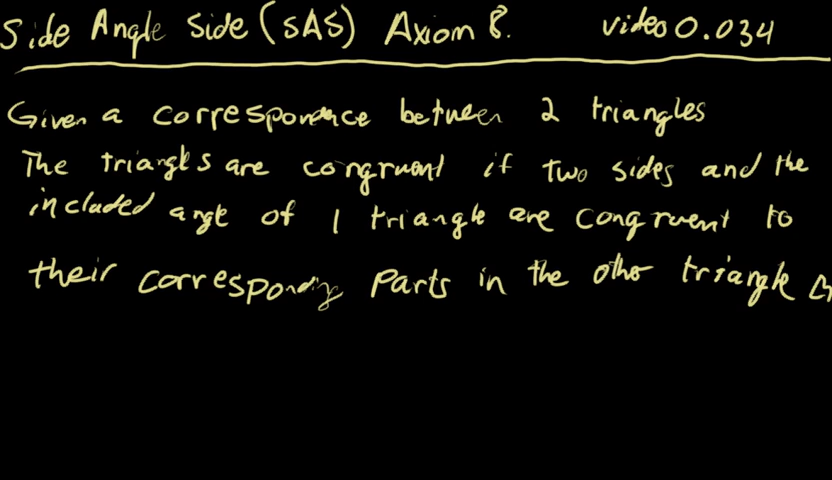 Side Angle Side (SAS) Axiom 8. video 0.034
Given a correspondence between 2 triangles
The triangls are congruent if two sides and the
included angle of 1 triangle are congruent to
their corresponding parts in the other triangle